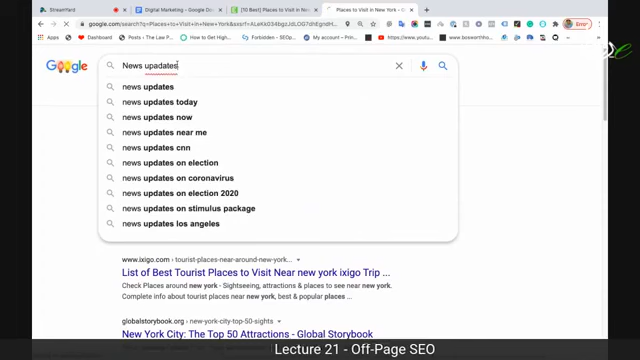 StreamYard
Digital Marketing - Google Do
[10 Best] Places to Visit in
Places to Visit in New York -
google.com/search?q=Places+to+Visit+in+New+York
Error
Apps
Dashboard
Posts ‹ The Law P
How to Get High
Forbidden - SEOp
My account
https://www.youtu
www.bosworthho
Google
News upadates
news updates
news updates today
news updates now
news updates near me
news updates cnn
news updates on election
news updates on coronavirus
news updates on election 2020
news updates on stimulus package
news updates los angeles
www.ixigo.com › tourist-places-near-around-new-york...
List of Best Tourist Places to Visit Near new york ixigo Trip ...
Check Places around new york - Sightseeing, attractions & places to see near new york.
Complete info about tourist places near new york, best & popular places ...
globalstorybook.org › new-york-city-top-50-sights
New York City: The Top 50 Attractions - Global Storybook
Lecture 21 - Off-Page SEO